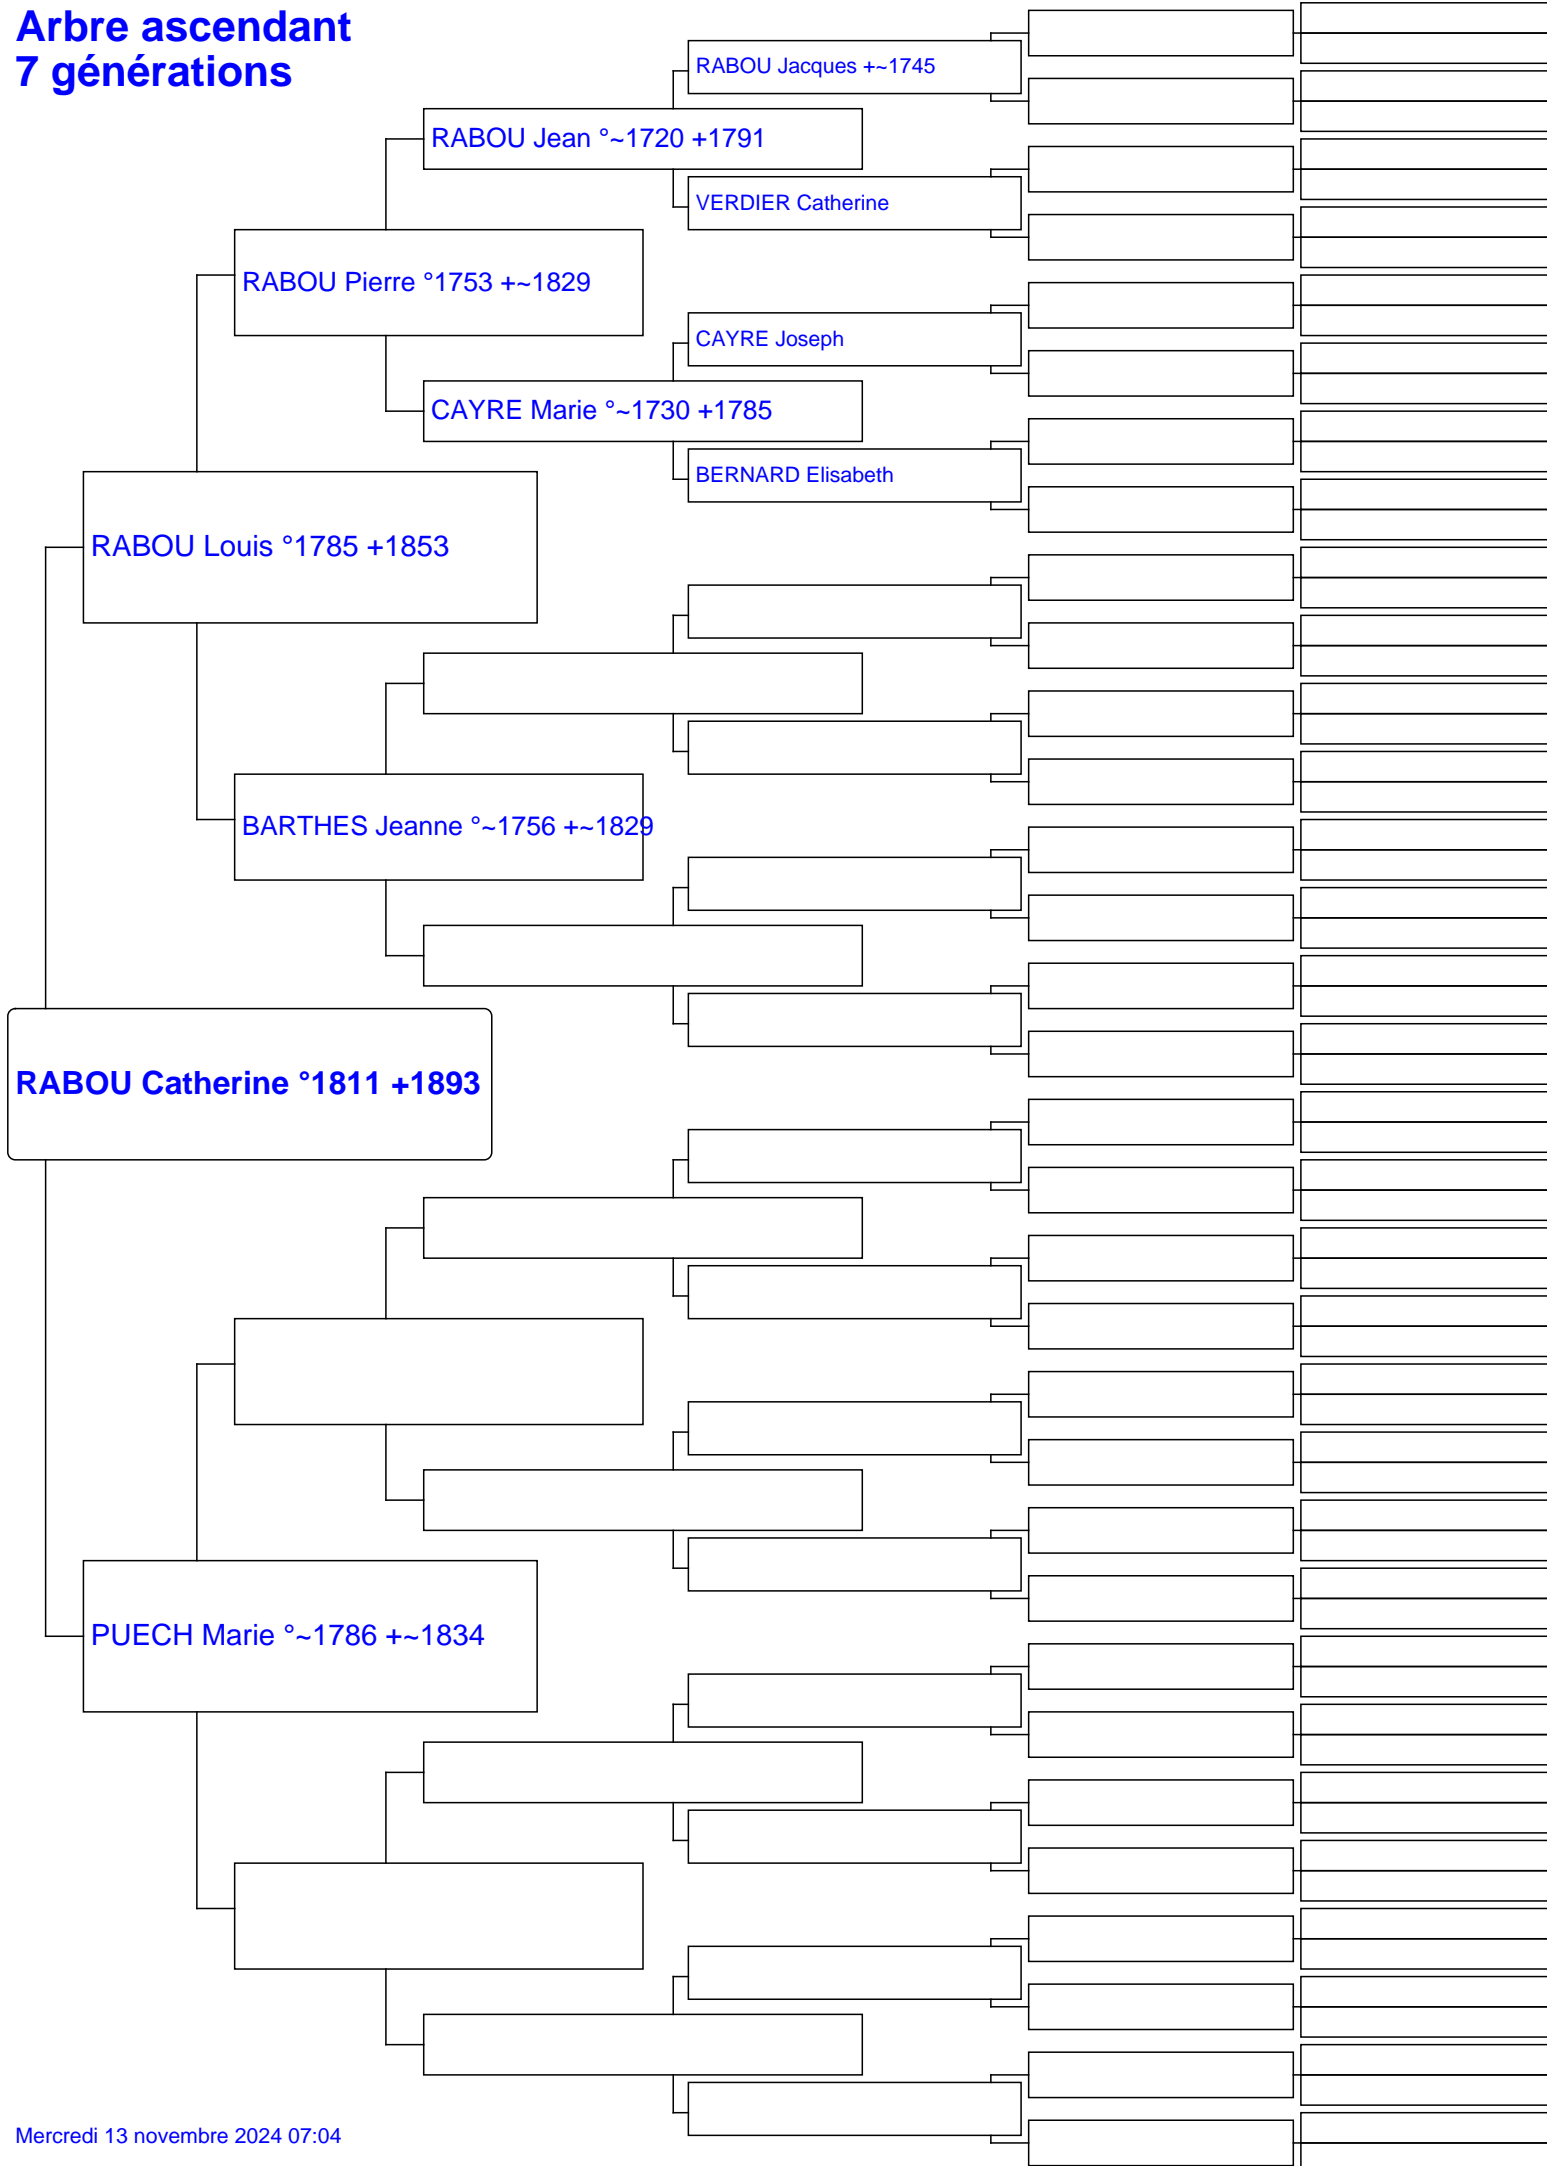 Arbre ascendant
7 générations
RABOU Jacques +~1745
RABOU Jean °~1720 +1791
VERDIER Catherine
RABOU Pierre °1753 +~1829
CAYRE Joseph
CAYRE Marie °~1730 +1785
BERNARD Elisabeth
RABOU Louis °1785 +1853
BARTHES Jeanne °~1756 +~1829
RABOU Catherine °1811 +1893
PUECH Marie °~1786 +~1834
Mercredi 13 novembre 2024 07:04